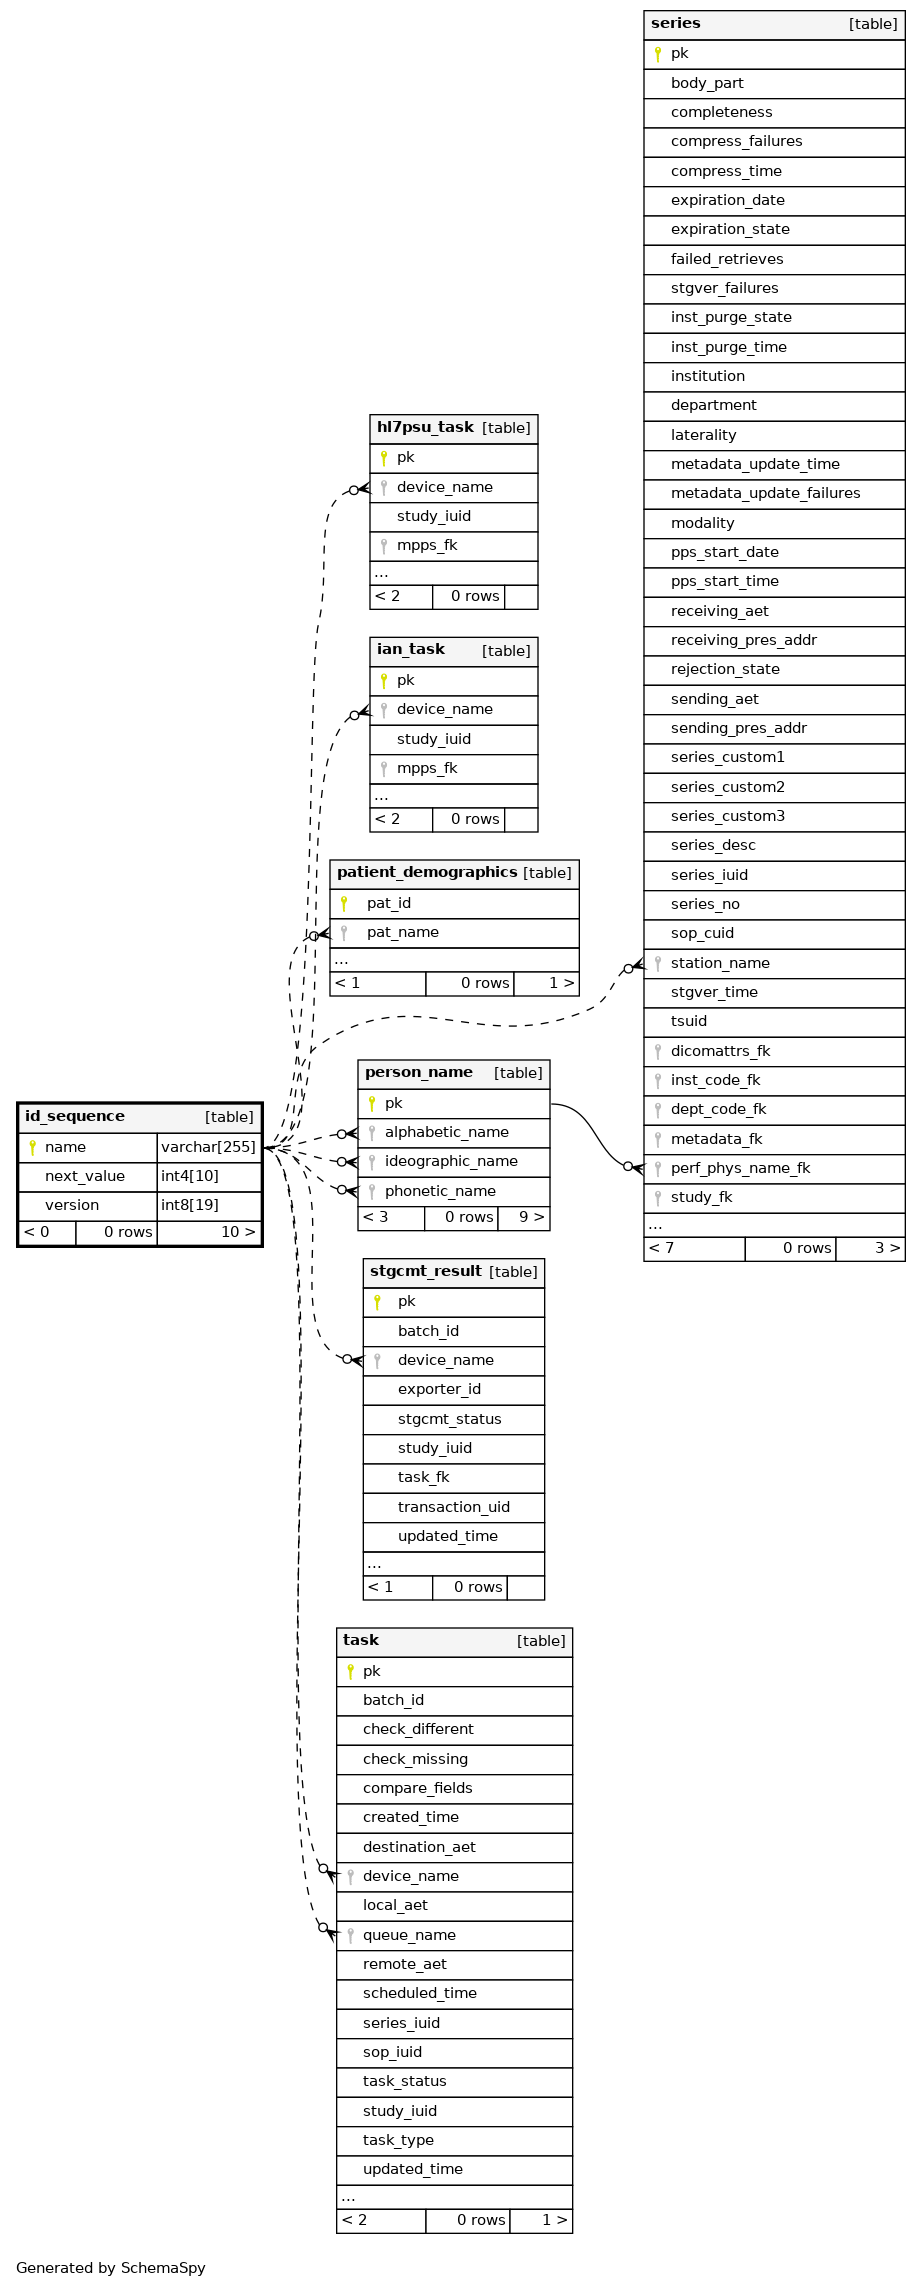 series [table]
pk
body_part
completeness
compress_failures
compress_time
expiration_date
expiration_state
failed_retrieves
stgver_failures
inst_purge_state
inst_purge_time
institution
department
laterality
metadata_update_time
metadata_update_failures
modality
pps_start_date
pps_start_time
receiving_aet
receiving_pres_addr
rejection_state
sending_aet
sending_pres_addr
series_custom1
series_custom2
series_custom3
series_desc
series_iuid
series_no
sop_cuid
station_name
stgver_time
tsuid
dicomattrs_fk
inst_code_fk
dept_code_fk
metadata_fk
perf_phys_name_fk
study_fk
...
< 7 0 rows 3 >
hl7psu_task [table]
pk
device_name
study_iuid
mpps_fk
...
< 2 0 rows
ian_task [table]
pk
device_name
study_iuid
mpps_fk
...
< 2 0 rows
patient_demographics [table]
pat_id
pat_name
...
< 1 0 rows 1 >
person_name [table]
pk
alphabetic_name
ideographic_name
phonetic_name
< 3 0 rows 9 >
id_sequence [table]
name varchar[255]
next_value int4[10]
version int8[19]
< 0 0 rows 10 >
stgcmt_result [table]
pk
batch_id
device_name
exporter_id
stgcmt_status
study_iuid
task_fk
transaction_uid
updated_time
...
< 1 0 rows
task [table]
pk
batch_id
check_different
check_missing
compare_fields
created_time
destination_aet
device_name
local_aet
queue_name
remote_aet
scheduled_time
series_iuid
sop_iuid
task_status
study_iuid
task_type
updated_time
...
< 2 0 rows 1 >
Generated by SchemaSpy